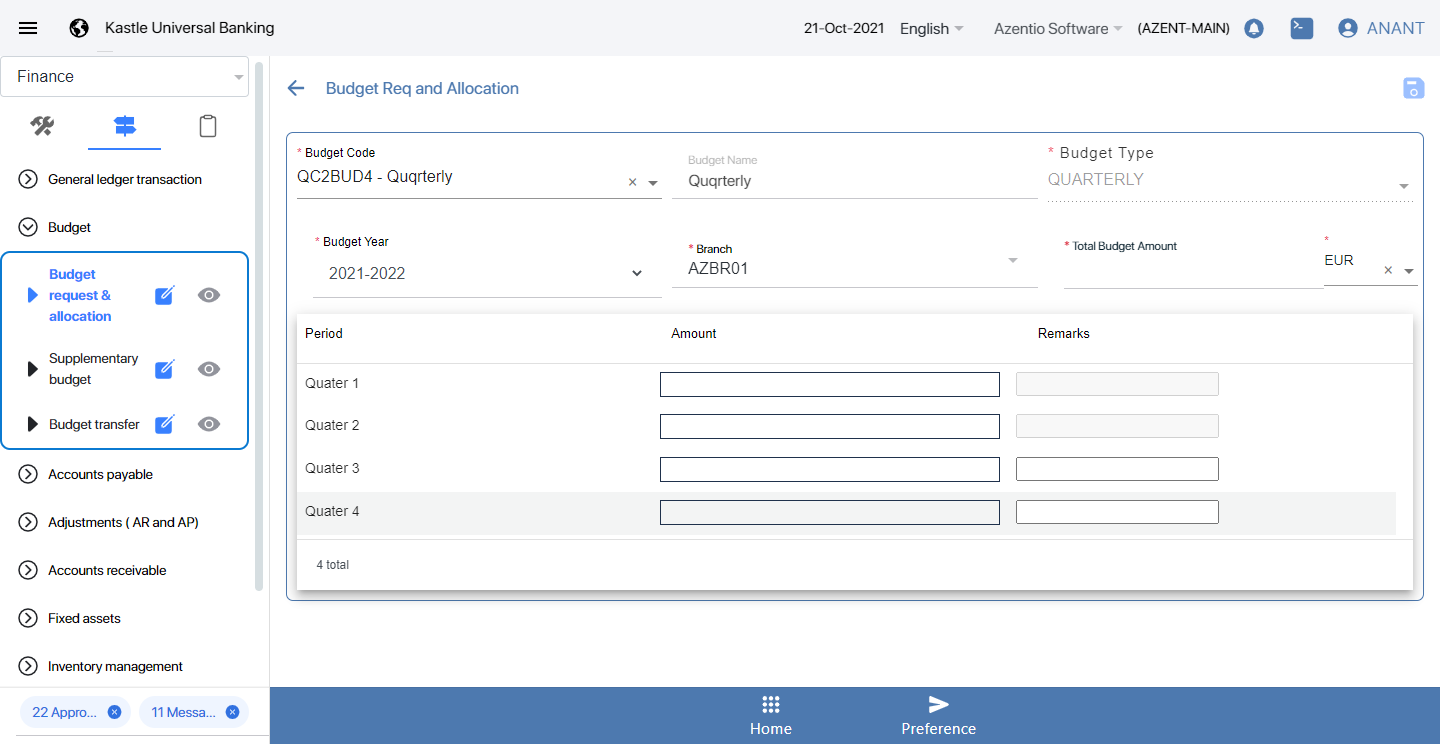 Kastle Universal Banking
21-Oct-2021
English
Azentio Software
(AZENT-MAIN)
ANANT
Finance
General ledger transaction
Budget
Budget
request &
allocation
Supplementary
budget
Budget transfer
Accounts payable
Adjustments ( AR and AP)
Accounts receivable
Fixed assets
Inventory management
22 Appro...
11 Messa...
Budget Req and Allocation
* Budget Code
QC2BUD4 - Quqrterly
×
Budget Name
Quqrterly
* Budget Type
QUARTERLY
* Budget Year
2021-2022
* Branch
AZBR01
* Total Budget Amount
*
EUR
×
Period Amount Remarks
Quater 1
Quater 2
Quater 3
Quater 4
4 total
Home
Preference